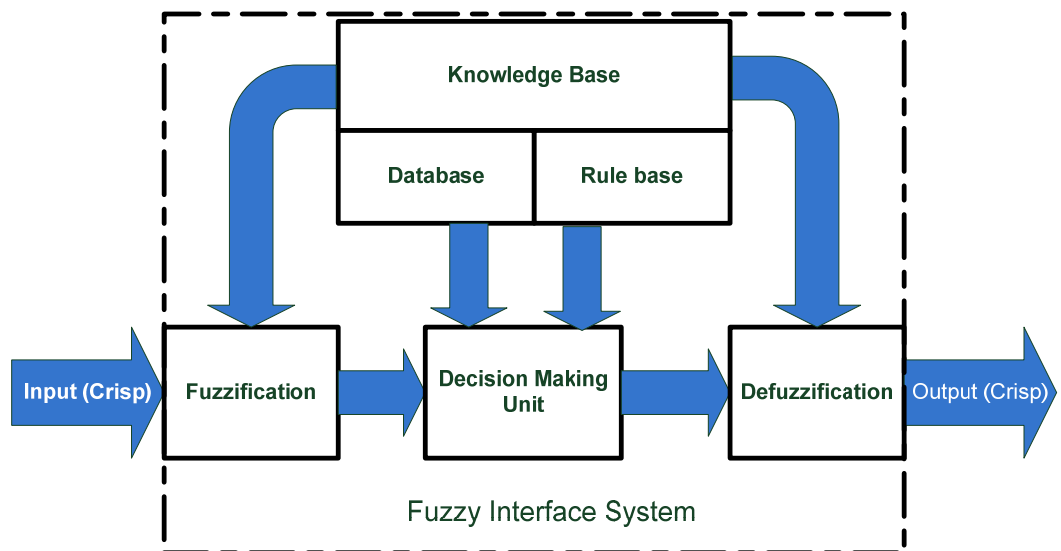 Knowledge Base
Database
Rule base
Input (Crisp)
Fuzzification
Decision Making
Unit
Defuzzification
Output (Crisp)
Fuzzy Interface System